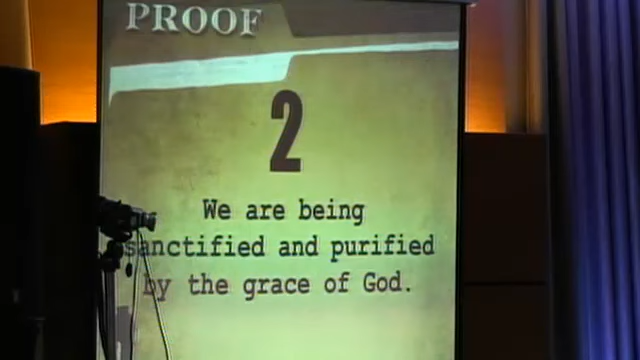 PROOF
2
We are being
sanctified and purified
by the grace of God.